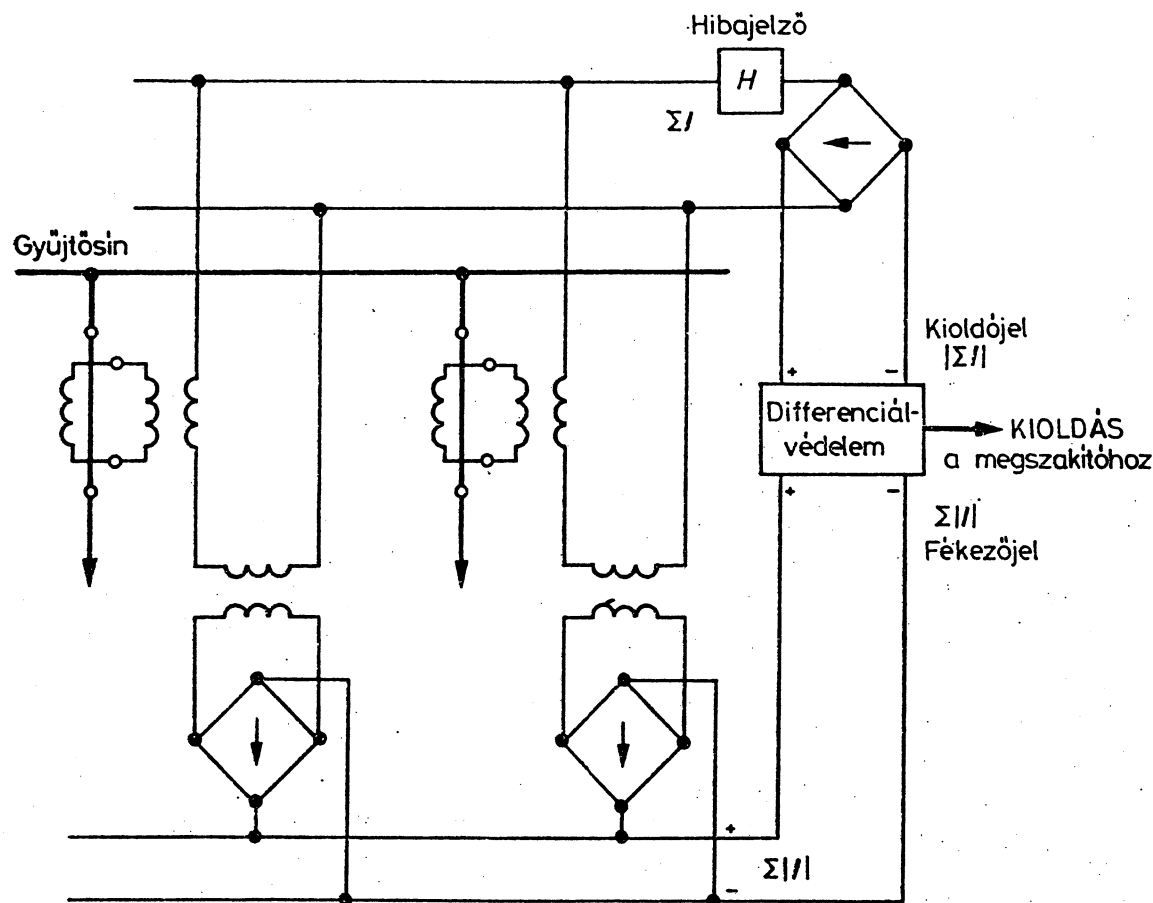 Hibajelző
H
ΣI
Gyűjtősín
Kioldójel
|ΣI|
+ −
Differenciál-
védelem
KIOLDÁS
a megszakítóhoz
+ −
Σ|I|
Fékezőjel
+
Σ|I|
−